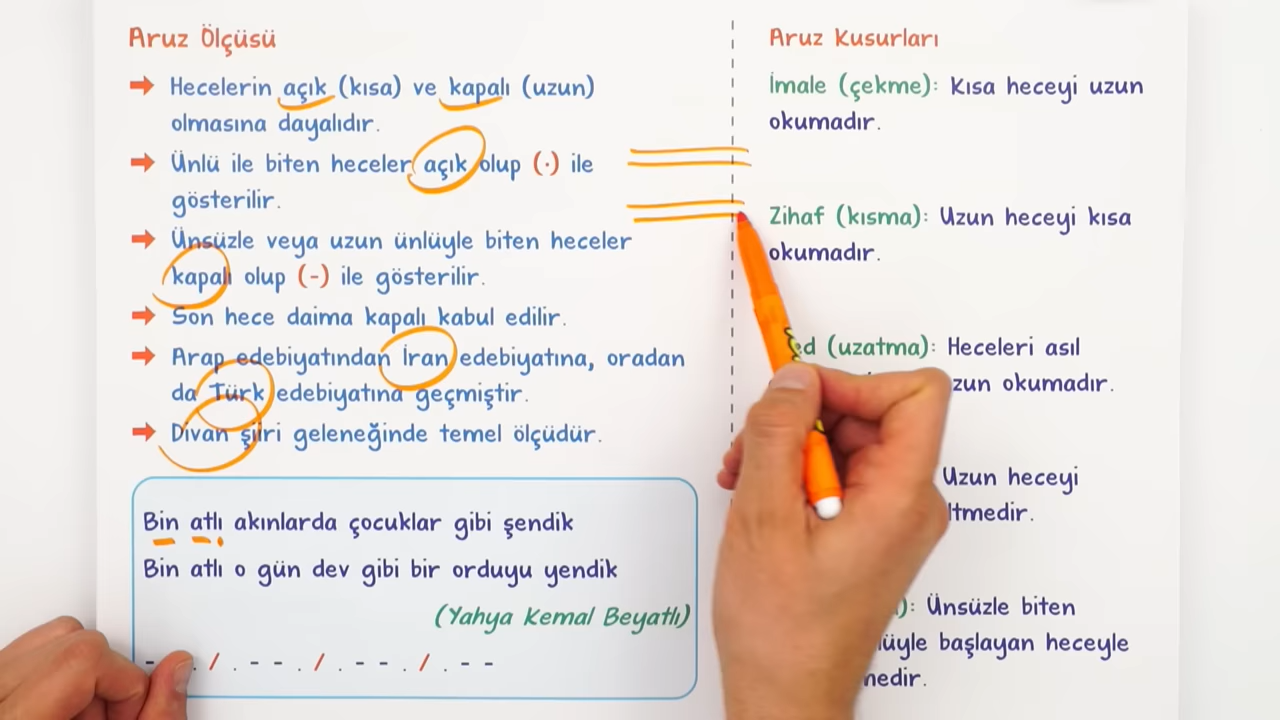 Aruz Ölçüsü
➡ Hecelerin açık (kısa) ve kapalı (uzun)
olmasına dayalıdır.
➡ Ünlü ile biten heceler açık olup (·) ile
gösterilir.
➡ Ünsüzle veya uzun ünlüyle biten heceler
kapalı olup (-) ile gösterilir.
➡ Son hece daima kapalı kabul edilir.
➡ Arap edebiyatından İran edebiyatına, oradan
da Türk edebiyatına geçmiştir.
➡ Divan şiiri geleneğinde temel ölçüdür.
Bin atlı akınlarda çocuklar gibi şendik
Bin atlı o gün dev gibi bir orduyu yendik
(Yahya Kemal Beyatlı)
- . / . - - . / . - - . / . - -
Aruz Kusurları
İmale (çekme): Kısa heceyi uzun
okumadır.
Zihaf (kısma): Uzun heceyi kısa
okumadır.
(uzatma): Heceleri asıl
okumadır.
Uzun heceyi
Ünsüzle biten
başlayan heceyle